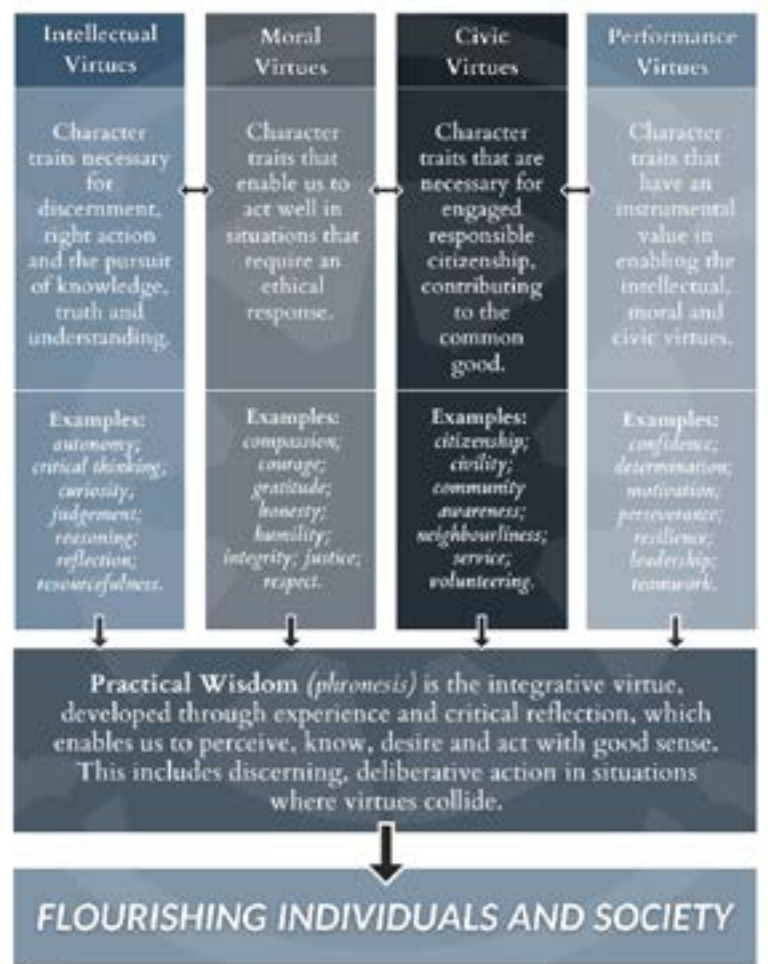 Intellectual
Virtues
Character
traits necessary
for
discernment,
right action
and the pursuit
of knowledge,
truth and
understanding.
Examples:
autonomy;
critical thinking;
curiosity;
judgement;
reasoning;
reflection;
resourcefulness.
Moral
Virtues
Character
traits that
enable us to
act well in
situations that
require an
ethical
response.
Examples:
compassion;
courage;
gratitude;
honesty;
humility;
integrity; justice;
respect.
Civic
Virtues
Character
traits that are
necessary for
engaged
responsible
citizenship,
contributing
to the
common
good.
Examples:
citizenship;
civility;
community
awareness;
neighbourliness;
service;
volunteering.
Performance
Virtues
Character
traits that
have an
instrumental
value in
enabling the
intellectual,
moral and
civic virtues.
Examples:
confidence;
determination;
motivation;
perseverance;
resilience;
leadership;
teamwork.
Practical Wisdom (phronesis) is the integrative virtue,
developed through experience and critical reflection, which
enables us to perceive, know, desire and act with good sense.
This includes discerning, deliberative action in situations
where virtues collide.
FLOURISHING INDIVIDUALS AND SOCIETY